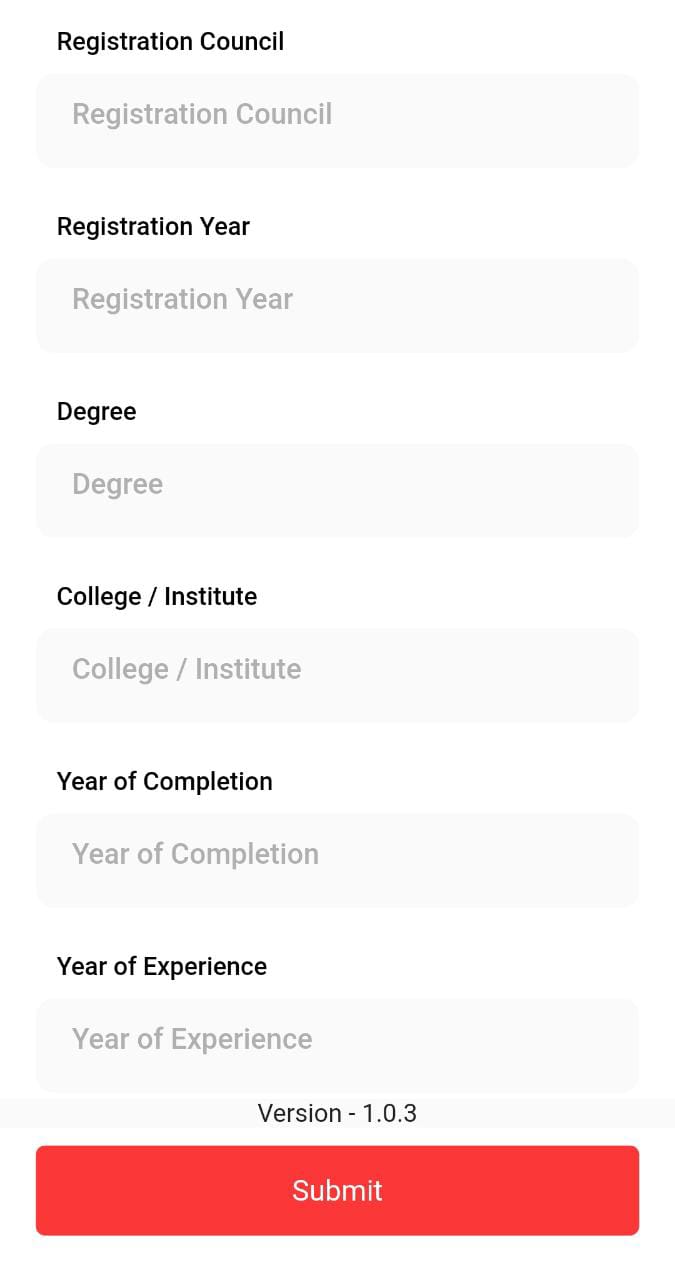 Registration Council
Registration Council
Registration Year
Registration Year
Degree
Degree
College / Institute
College / Institute
Year of Completion
Year of Completion
Year of Experience
Year of Experience
Version - 1.0.3
Submit